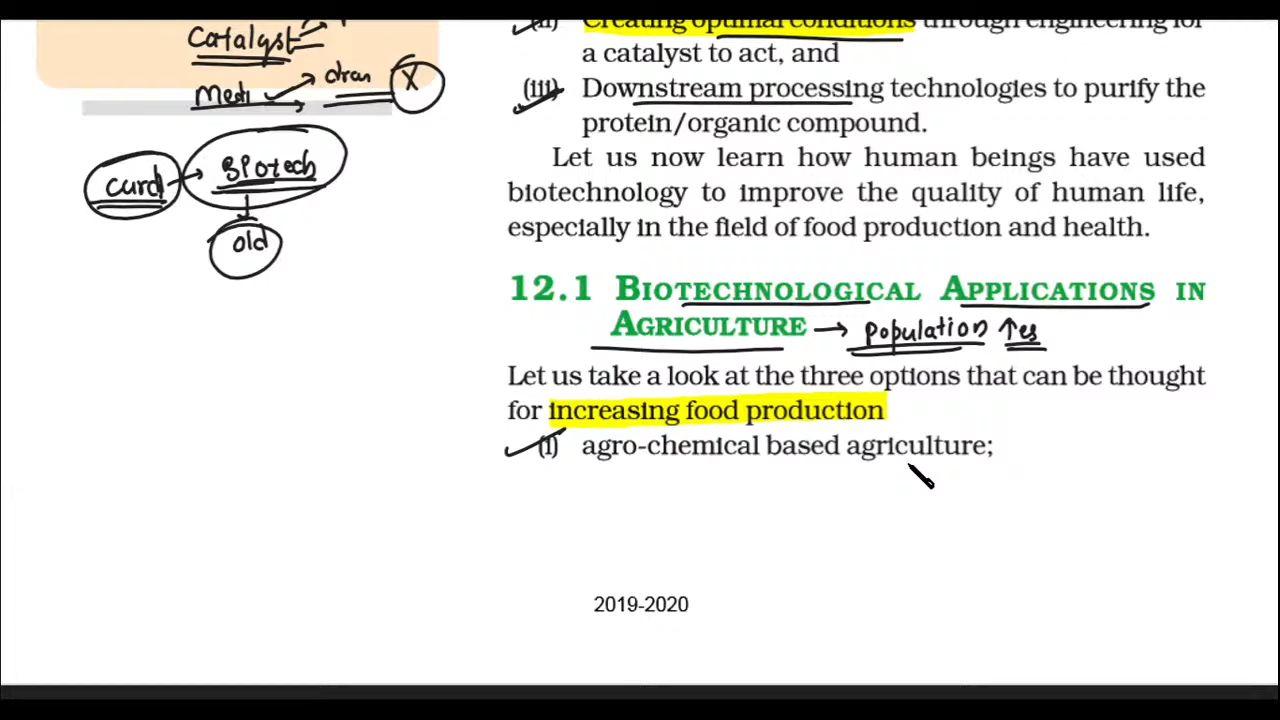 Catalyst
Medi
X
curd → Biotech
old
(ii) Creating optimal conditions through engineering for
a catalyst to act, and
(iii) Downstream processing technologies to purify the
protein/organic compound.
Let us now learn how human beings have used
biotechnology to improve the quality of human life,
especially in the field of food production and health.
12.1 BIOTECHNOLOGICAL APPLICATIONS IN
AGRICULTURE → population ↑es
Let us take a look at the three options that can be thought
for increasing food production
(i) agro-chemical based agriculture;
2019-2020